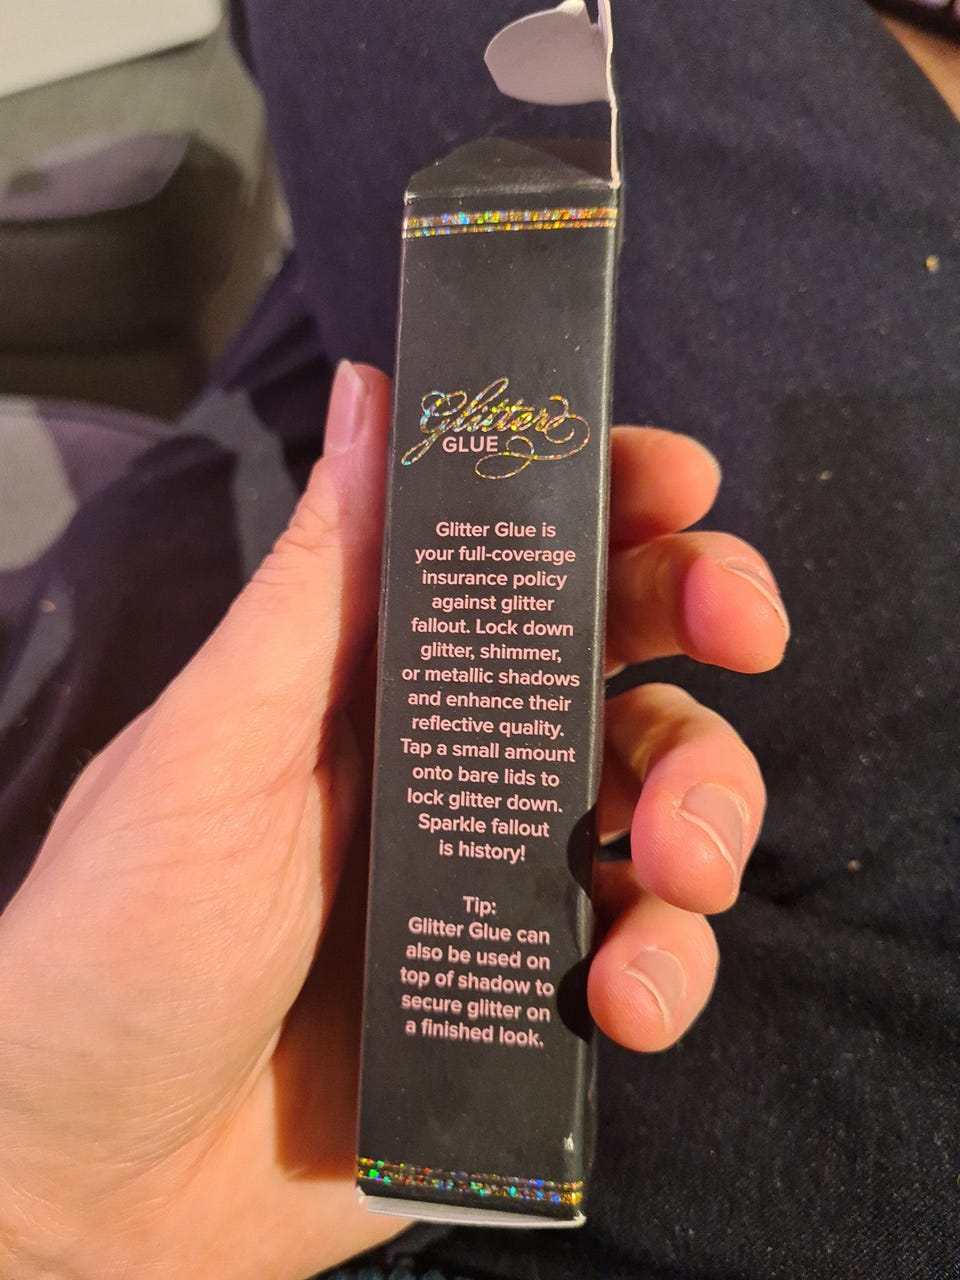 Glitter
GLUE
Glitter Glue is
your full-coverage
insurance policy
against glitter
fallout. Lock down
glitter, shimmer,
or metallic shadows
and enhance their
reflective quality.
Tap a small amount
onto bare lids to
lock glitter down.
Sparkle fallout
is history!
Tip:
Glitter Glue can
also be used on
top of shadow to
secure glitter on
a finished look.